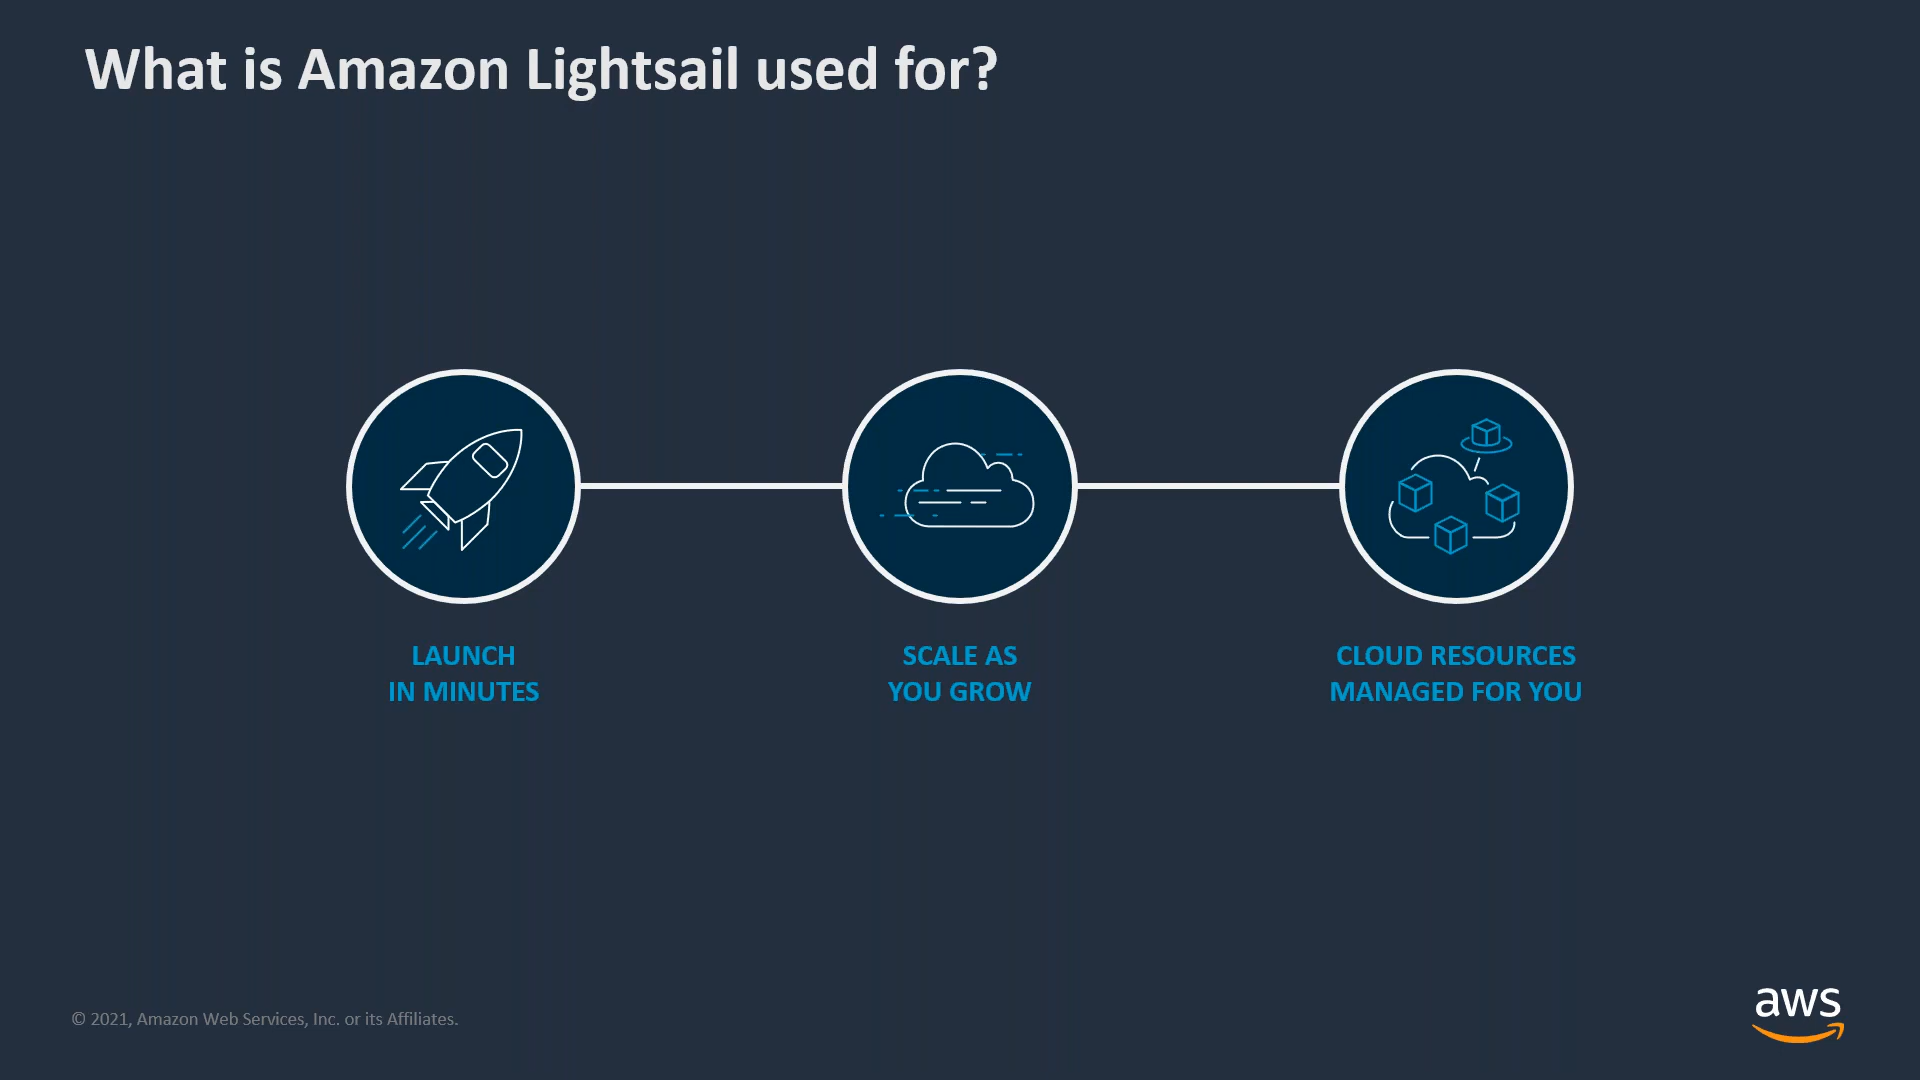 What is Amazon Lightsail used for?
LAUNCH
IN MINUTES
SCALE AS
YOU GROW
CLOUD RESOURCES
MANAGED FOR YOU
© 2021, Amazon Web Services, Inc. or its Affiliates.
aws